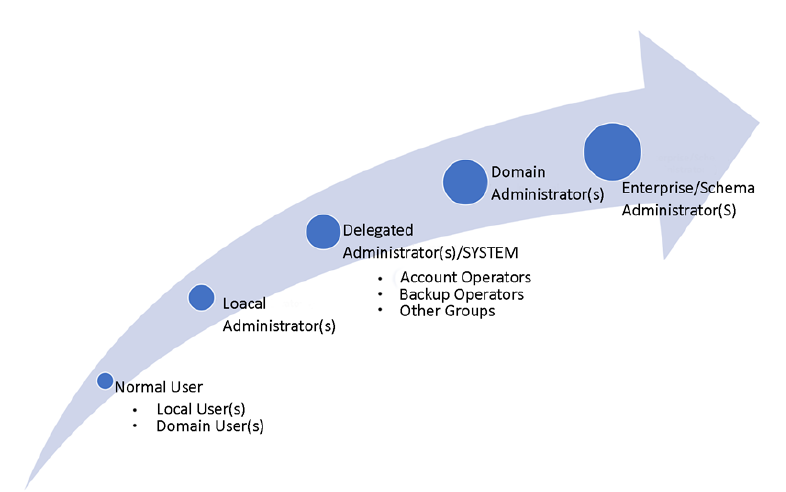 Normal User
• Local User(s)
• Domain User(s)
Loacal
Administrator(s)
Delegated
Administrator(s)/SYSTEM
• Account Operators
• Backup Operators
• Other Groups
Domain
Administrator(s)
Enterprise/Schema
Administrator(S)